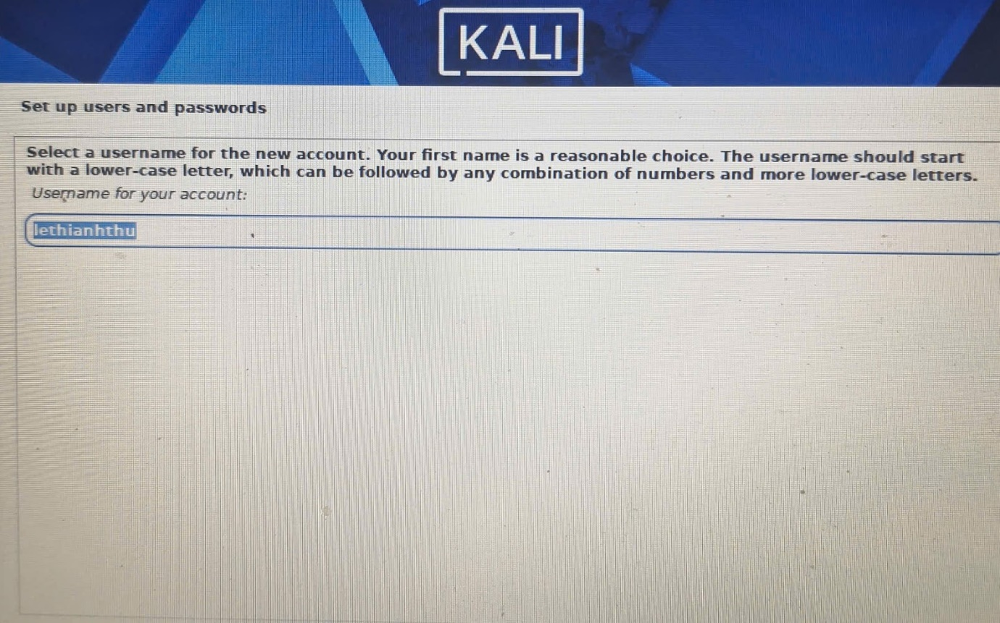 KALI
Set up users and passwords
Select a username for the new account. Your first name is a reasonable choice. The username should start
with a lower-case letter, which can be followed by any combination of numbers and more lower-case letters.
Username for your account:
lethianhthu